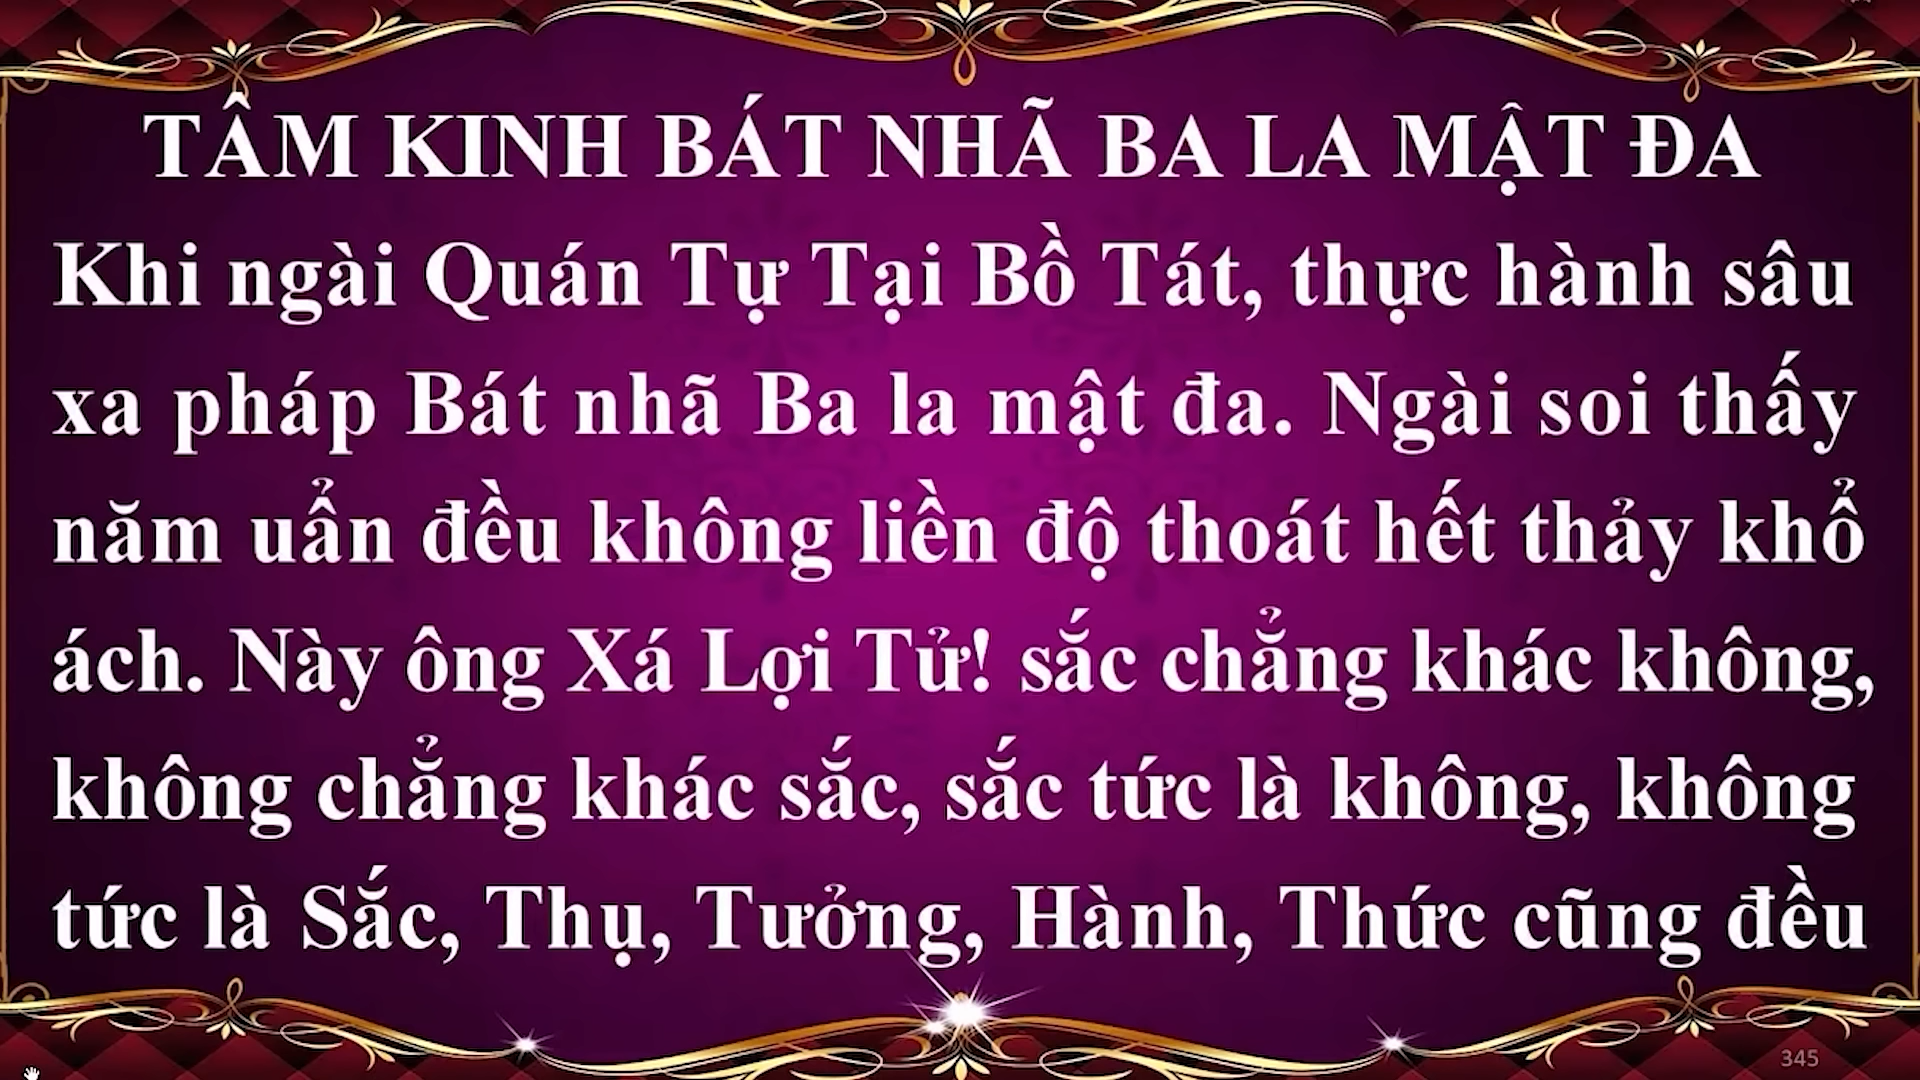 TÂM KINH BÁT NHÃ BA LA MẬT ĐA
Khi ngài Quán Tự Tại Bồ Tát, thực hành sâu
xa pháp Bát nhã Ba la mật đa. Ngài soi thấy
năm uẩn đều không liền độ thoát hết thảy khổ
ách. Này ông Xá Lợi Tử! sắc chẳng khác không,
không chẳng khác sắc, sắc tức là không, không
tức là Sắc, Thụ, Tưởng, Hành, Thức cũng đều
345